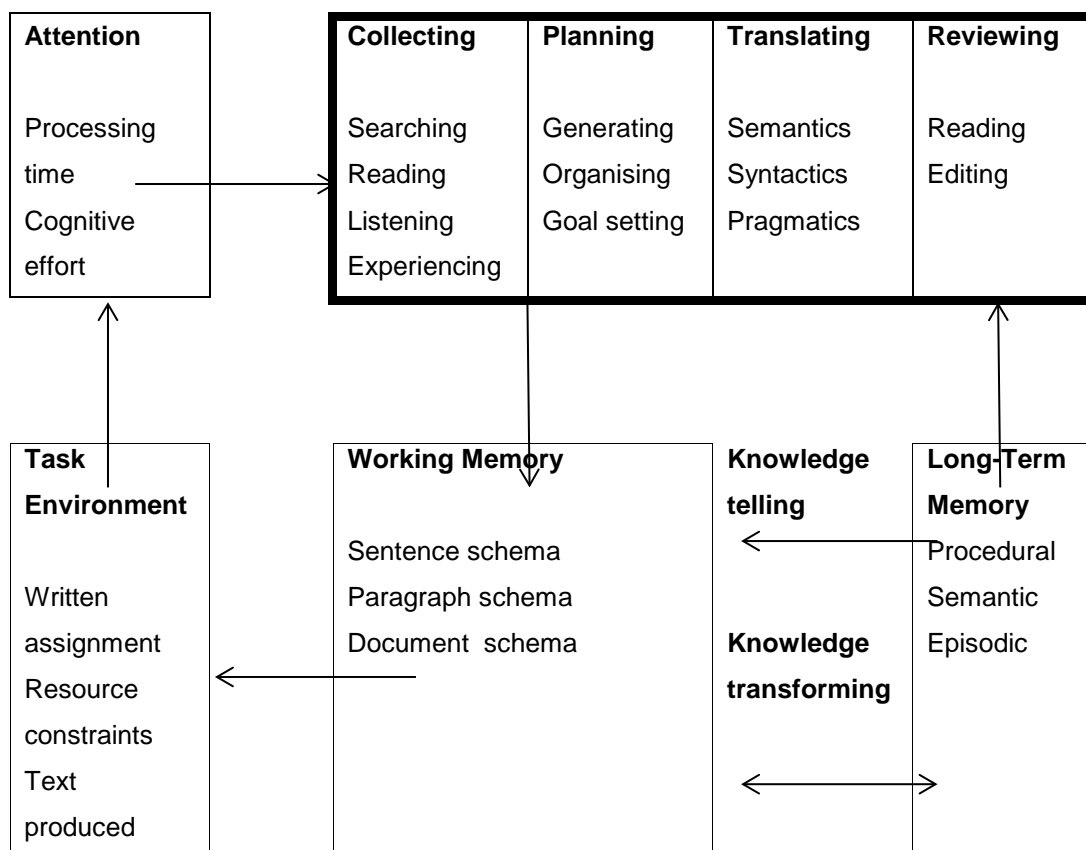 Attention
Processing
time
Cognitive
effort
Collecting
Searching
Reading
Listening
Experiencing
Planning
Generating
Organising
Goal setting
Translating
Semantics
Syntactics
Pragmatics
Reviewing
Reading
Editing
Task
Environment
Written
assignment
Resource
constraints
Text
produced
Working Memory
Sentence schema
Paragraph schema
Document schema
Knowledge
telling
Knowledge
transforming
Long-Term
Memory
Procedural
Semantic
Episodic